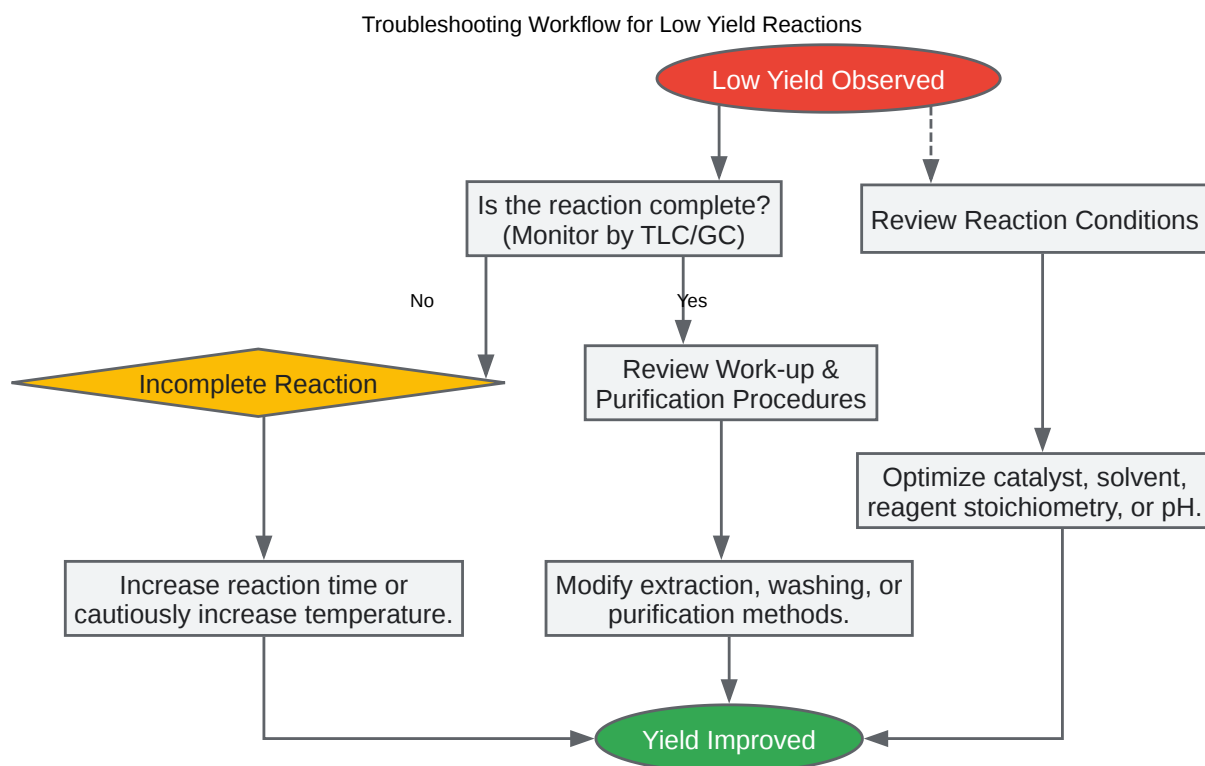 Troubleshooting Workflow for Low Yield Reactions
Low Yield Observed
Is the reaction complete?
(Monitor by TLC/GC)
Review Reaction Conditions
No
Yes
Incomplete Reaction
Review Work-up &
Purification Procedures
Optimize catalyst, solvent,
reagent stoichiometry, or pH.
Increase reaction time or
cautiously increase temperature.
Modify extraction, washing, or
purification methods.
Yield Improved